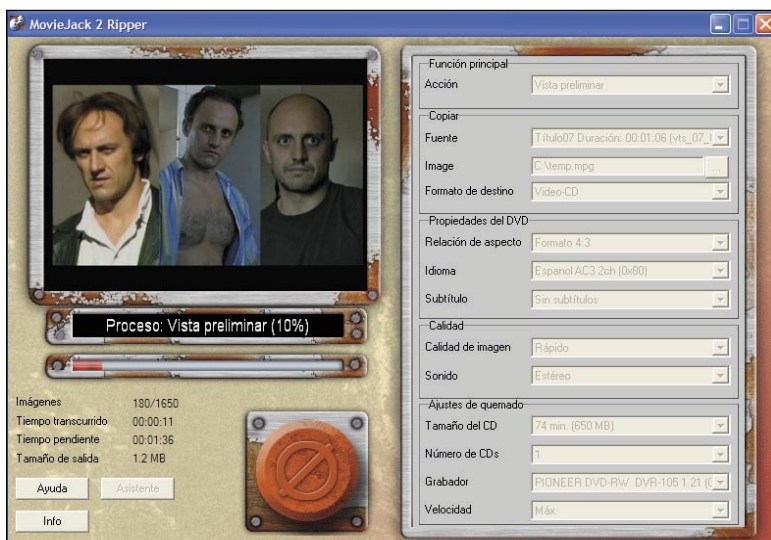 MovieJack 2 Ripper
Proceso: Vista preliminar (10%)
Imágenes 180/1650
Tiempo transcurrido 00:00:11
Tiempo pendiente 00:01:36
Tamaño de salida 1.2 MB
Ayuda Asistente
Info
Función principal
Acción Vista preliminar
Copiar
Fuente Título07 Duración: 00:01:06 (vts_07_
Image C:\temp.mpg ...
Formato de destino Video-CD
Propiedades del DVD
Relación de aspecto Formato 4:3
Idioma Espanol AC3 2ch (0x80)
Subtítulo Sin subtítulos
Calidad
Calidad de imagen Rápido
Sonido Estéreo
Ajustes de quemado
Tamaño del CD 74 min. (650 MB)
Número de CDs 1
Grabador PIONEER DVD-RW DVR-105 1.21
Velocidad Máx.